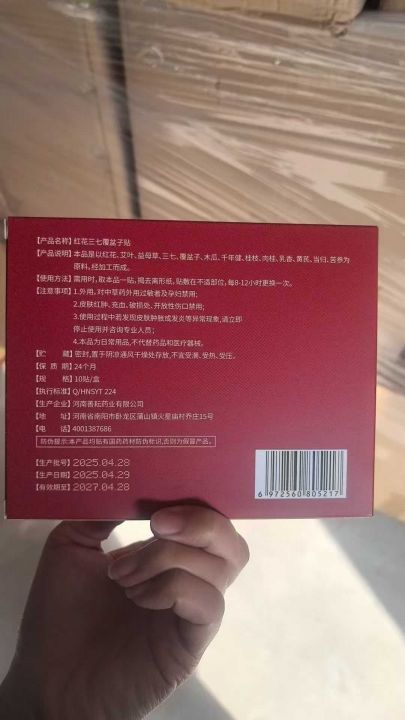 【产品名称】红花三七覆盆子贴
【产品说明】本品是以红花、艾叶、益母草、三七、覆盆子、木瓜、千年健、桂枝、肉桂、乳香、黄芪、当归、苦参为
原料,经加工而成。
【使用方法】需用时,取本品一贴,揭去离形纸,贴敷在不适部位,每8-12小时更换一次。
【注意事项】1.外用,对中草药外用过敏者及孕妇禁用;
2.皮肤红肿、充血、破损处、开放性伤口禁用;
3.使用过程中若发现皮肤肿胀或发炎等异常现象,请立即
停止使用并咨询专业人员;
4.本品为日常用品,不代替药品和医疗器械。
【贮 藏】密封,置于阴凉通风干燥处存放,不宜受潮、受热、受压。
【保 质 期】24个月
【规 格】10贴/盒
【执行标准】Q/HNSYT 224
【生产企业】河南善耘药业有限公司
【地 址】河南省南阳市卧龙区蒲山镇火星庙村乔庄15号
【电 话】4001387686
防伪提示:本产品均贴有国药药材防伪标识,否则为假冒产品。
【生产批号】2025.04.28
【生产日期】2025.04.29
【有效期至】2027.04.28
6 972560 805217